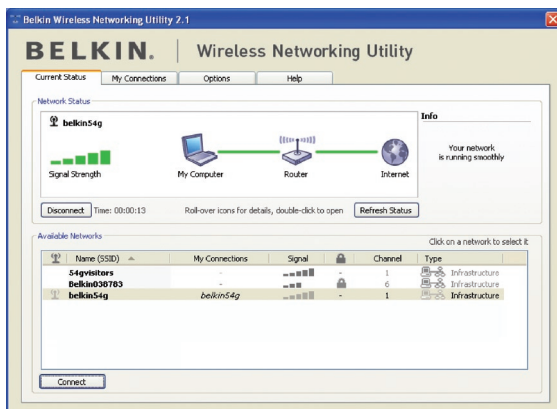 Belkin Wireless Networking Utility 2.1
BELKIN. Wireless Networking Utility
Current Status My Connections Options Help
Network Status
belkin54g
Info
Your network
is running smoothly
Signal Strength My Computer Router Internet
Disconnect Time: 00:00:13 Roll-over icons for details, double-click to open Refresh Status
Available Networks
Click on a network to select it
Name (SSID) My Connections Signal Channel Type
54gvisitors - - 1 Infrastructure
Belkin038783 - 6 Infrastructure
belkin54g belkin54g - 1 Infrastructure
Connect